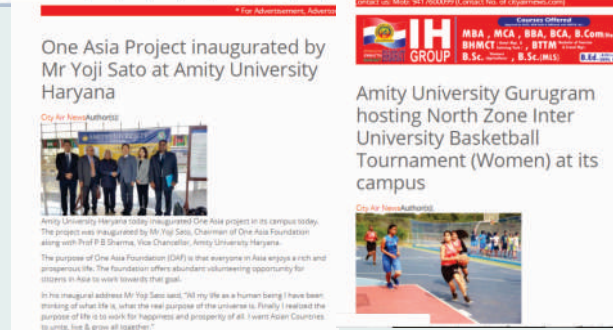 * For Advertisement, Advertor
One Asia Project inaugurated by
Mr Yoji Sato at Amity University
Haryana
City Air NewsAuthor(s):
Amity University Haryana today inaugurated One Asia project in its campus today.
The project was inaugurated by Mr. Yoji Sato, Chairman of One Asia Foundation
along with Prof P B Sharma, Vice Chancellor, Amity University Haryana.
The purpose of One Asia Foundation (OAF) is that everyone in Asia enjoys a rich and
prosperous life. The foundation offers abundant volunteering opportunity for
citizens in Asia to work towards that goal.
In his inaugural address Mr Yoji Sato said, "All my life as a human being I have been
thinking of what life is, what the real purpose of the universe is. Finally I realized the
purpose of life is to work for happiness and prosperity of all. I want Asian Countries
to unite, live & grow all together."
Contact us: Mob: 9417600099 (Contact No. of cityairnews.com)
IH
GROUP
Courses Offered
MBA , MCA , BBA, BCA, B.Com
BHMCT , BTTM
B.Sc. , B.Sc.(MLS) B.Ed.
Amity University Gurugram
hosting North Zone Inter
University Basketball
Tournament (Women) at its
campus
City Air NewsAuthor(s):